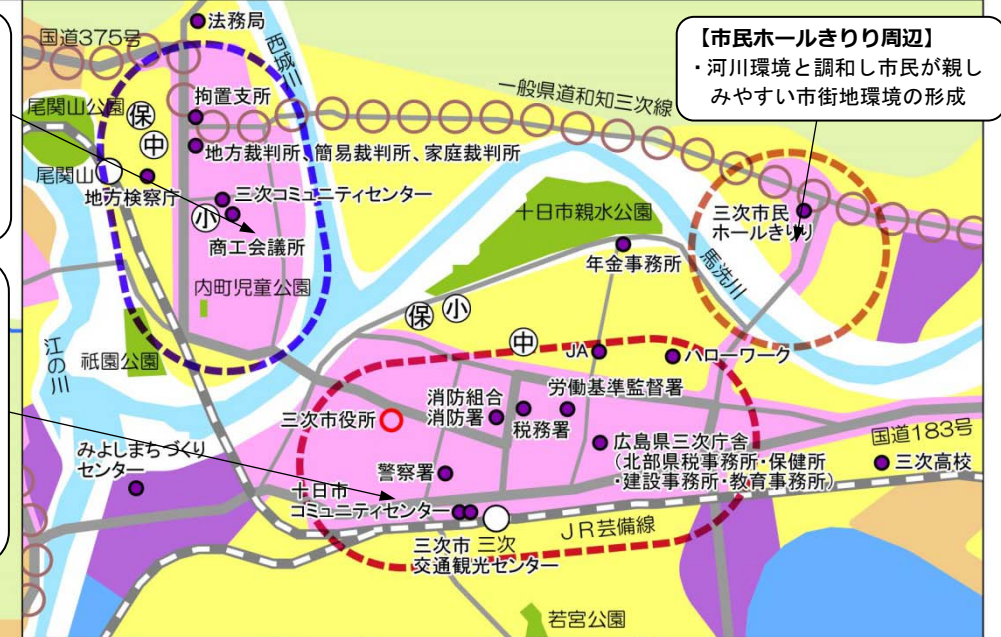 法務局
国道375号
西城川
【市民ホールきりり周辺】
・河川環境と調和し市民が親し
みやすい市街地環境の形成
拘置支所
一般県道和知三次線
尾関山公園
保
中
地方裁判所、簡易裁判所、家庭裁判所
尾関山
地方検察庁
三次コミュニティセンター
小
商工会議所
十日市親水公園
三次市民
ホールきりり
年金事務所
馬洗川
内町児童公園
保
小
中
江の川
祇園公園
JA
ハローワーク
労働基準監督署
消防組合
消防署
税務署
三次市役所
国道183号
みよしまちづくり
センター
広島県三次庁舎
（北部県税事務所・保健所
・建設事務所・教育事務所）
三次高校
警察署
十日市
コミュニティセンター
JR芸備線
三次市
交通観光センター
三次
若宮公園